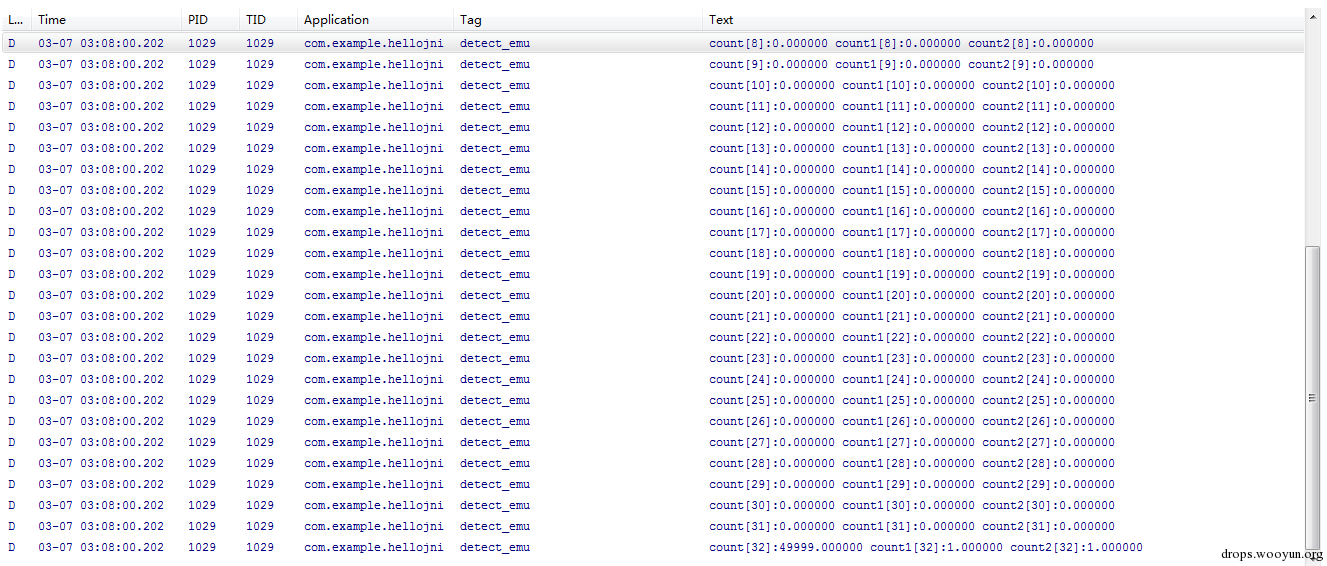 L... Time PID TID Application Tag Text
D 03-07 03:08:00.202 1029 1029 com.example.hellojni detect_emu count[8]:0.000000 count1[8]:0.000000 count2[8]:0.000000
D 03-07 03:08:00.202 1029 1029 com.example.hellojni detect_emu count[9]:0.000000 count1[9]:0.000000 count2[9]:0.000000
D 03-07 03:08:00.202 1029 1029 com.example.hellojni detect_emu count[10]:0.000000 count1[10]:0.000000 count2[10]:0.000000
D 03-07 03:08:00.202 1029 1029 com.example.hellojni detect_emu count[11]:0.000000 count1[11]:0.000000 count2[11]:0.000000
D 03-07 03:08:00.202 1029 1029 com.example.hellojni detect_emu count[12]:0.000000 count1[12]:0.000000 count2[12]:0.000000
D 03-07 03:08:00.202 1029 1029 com.example.hellojni detect_emu count[13]:0.000000 count1[13]:0.000000 count2[13]:0.000000
D 03-07 03:08:00.202 1029 1029 com.example.hellojni detect_emu count[14]:0.000000 count1[14]:0.000000 count2[14]:0.000000
D 03-07 03:08:00.202 1029 1029 com.example.hellojni detect_emu count[15]:0.000000 count1[15]:0.000000 count2[15]:0.000000
D 03-07 03:08:00.202 1029 1029 com.example.hellojni detect_emu count[16]:0.000000 count1[16]:0.000000 count2[16]:0.000000
D 03-07 03:08:00.202 1029 1029 com.example.hellojni detect_emu count[17]:0.000000 count1[17]:0.000000 count2[17]:0.000000
D 03-07 03:08:00.202 1029 1029 com.example.hellojni detect_emu count[18]:0.000000 count1[18]:0.000000 count2[18]:0.000000
D 03-07 03:08:00.202 1029 1029 com.example.hellojni detect_emu count[19]:0.000000 count1[19]:0.000000 count2[19]:0.000000
D 03-07 03:08:00.202 1029 1029 com.example.hellojni detect_emu count[20]:0.000000 count1[20]:0.000000 count2[20]:0.000000
D 03-07 03:08:00.202 1029 1029 com.example.hellojni detect_emu count[21]:0.000000 count1[21]:0.000000 count2[21]:0.000000
D 03-07 03:08:00.202 1029 1029 com.example.hellojni detect_emu count[22]:0.000000 count1[22]:0.000000 count2[22]:0.000000
D 03-07 03:08:00.202 1029 1029 com.example.hellojni detect_emu count[23]:0.000000 count1[23]:0.000000 count2[23]:0.000000
D 03-07 03:08:00.202 1029 1029 com.example.hellojni detect_emu count[24]:0.000000 count1[24]:0.000000 count2[24]:0.000000
D 03-07 03:08:00.202 1029 1029 com.example.hellojni detect_emu count[25]:0.000000 count1[25]:0.000000 count2[25]:0.000000
D 03-07 03:08:00.202 1029 1029 com.example.hellojni detect_emu count[26]:0.000000 count1[26]:0.000000 count2[26]:0.000000
D 03-07 03:08:00.202 1029 1029 com.example.hellojni detect_emu count[27]:0.000000 count1[27]:0.000000 count2[27]:0.000000
D 03-07 03:08:00.202 1029 1029 com.example.hellojni detect_emu count[28]:0.000000 count1[28]:0.000000 count2[28]:0.000000
D 03-07 03:08:00.202 1029 1029 com.example.hellojni detect_emu count[29]:0.000000 count1[29]:0.000000 count2[29]:0.000000
D 03-07 03:08:00.202 1029 1029 com.example.hellojni detect_emu count[30]:0.000000 count1[30]:0.000000 count2[30]:0.000000
D 03-07 03:08:00.202 1029 1029 com.example.hellojni detect_emu count[31]:0.000000 count1[31]:0.000000 count2[31]:0.000000
D 03-07 03:08:00.202 1029 1029 com.example.hellojni detect_emu count[32]:49999.000000 count1[32]:1.000000 count2[32]:1.000000
drops.wooyun.org